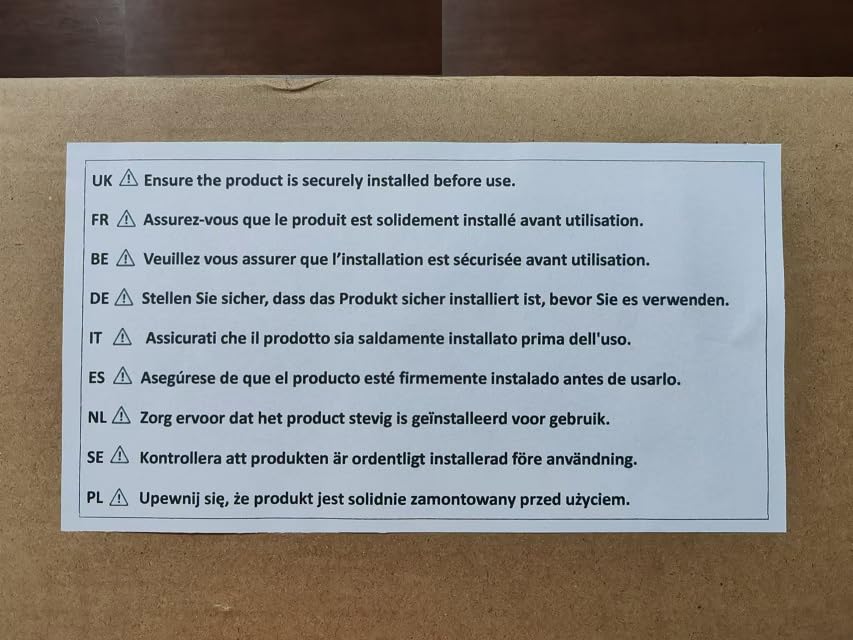 UK ⚠ Ensure the product is securely installed before use.
FR ⚠ Assurez-vous que le produit est solidement installé avant utilisation.
BE ⚠ Veuillez vous assurer que l’installation est sécurisée avant utilisation.
DE ⚠ Stellen Sie sicher, dass das Produkt sicher installiert ist, bevor Sie es verwenden.
IT ⚠ Assicurati che il prodotto sia saldamente installato prima dell'uso.
ES ⚠ Asegúrese de que el producto esté firmemente instalado antes de usarlo.
NL ⚠ Zorg ervoor dat het product stevig is geïnstalleerd voor gebruik.
SE ⚠ Kontrollera att produkten är ordentligt installerad före användning.
PL ⚠ Upewnij się, że produkt jest solidnie zamontowany przed użyciem.